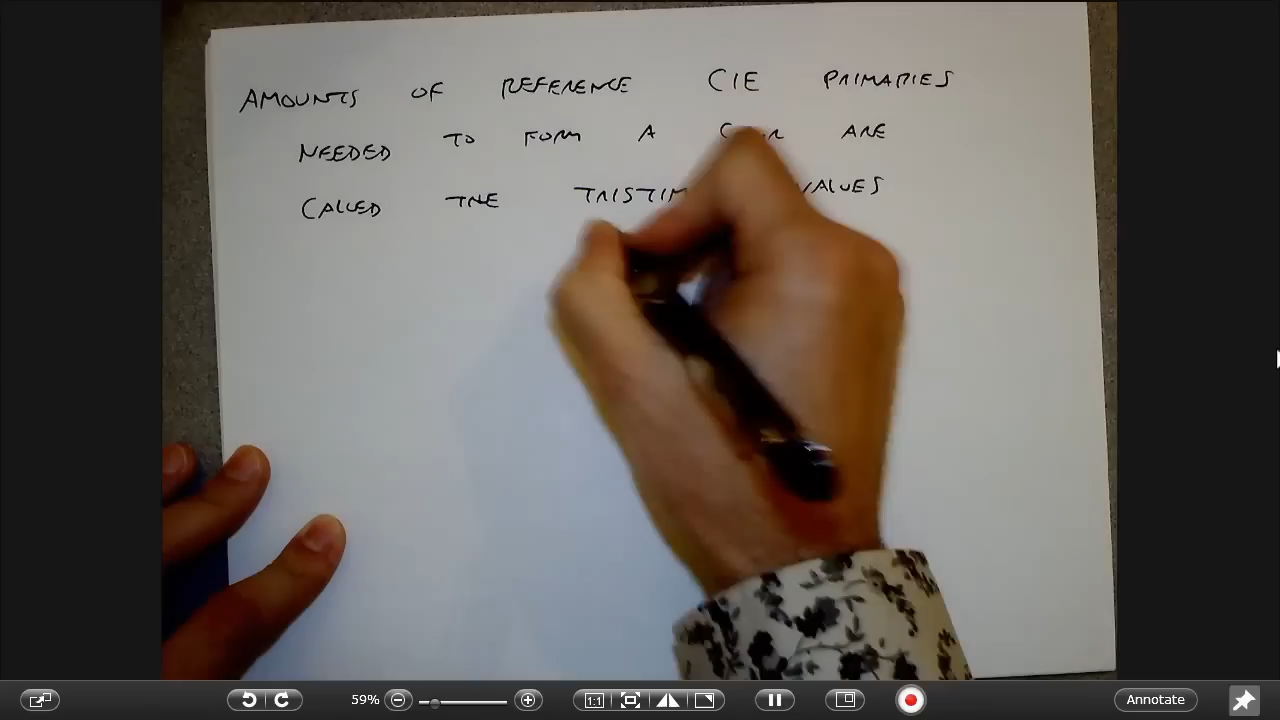 AMOUNTS OF REFERENCE CIE PRIMARIES
NEEDED TO FORM A ARE
CALLED THE VALUES
59%
1:1
Annotate